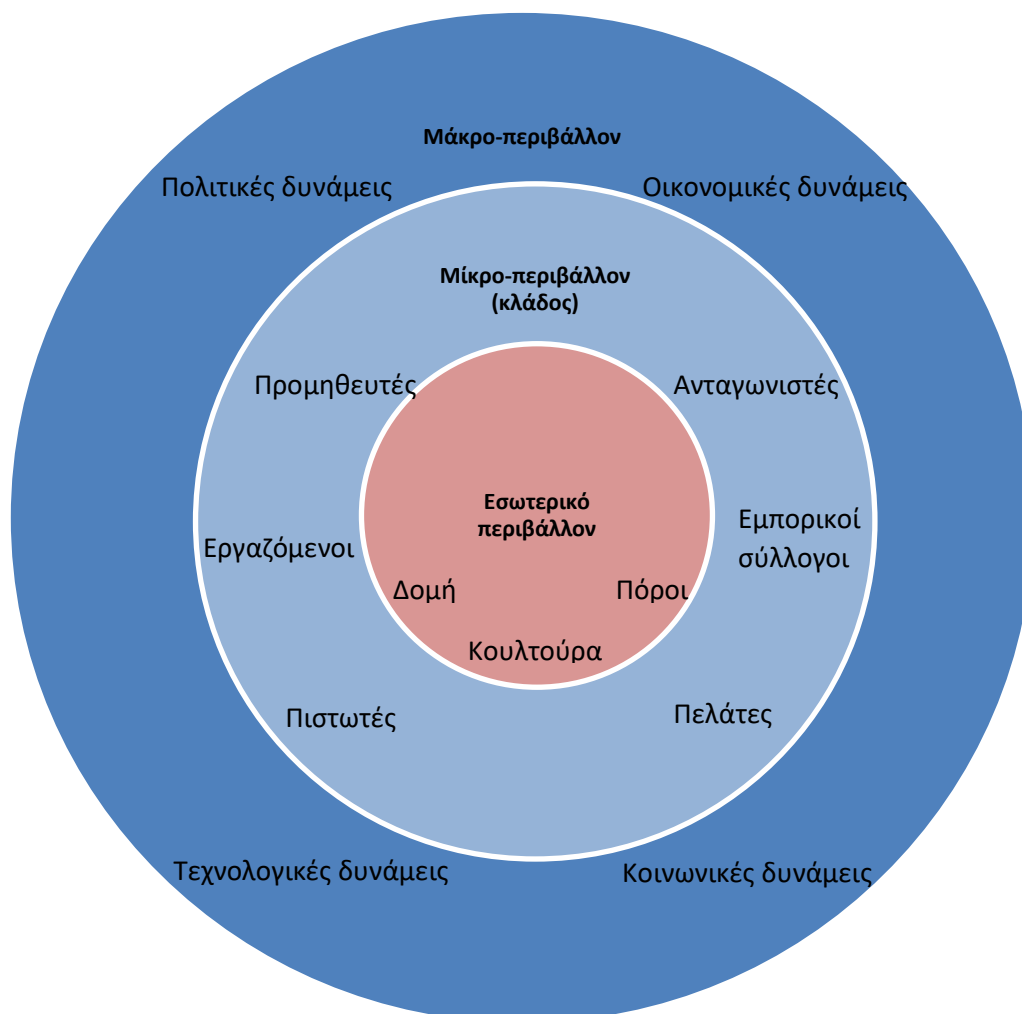 Μάκρο-περιβάλλον
Πολιτικές δυνάμεις
Οικονομικές δυνάμεις
Μίκρο-περιβάλλον
(κλάδος)
Προμηθευτές
Ανταγωνιστές
Εσωτερικό
περιβάλλον
Εμπορικοί
σύλλογοι
Εργαζόμενοι
Δομή
Πόροι
Κουλτούρα
Πιστωτές
Πελάτες
Τεχνολογικές δυνάμεις
Κοινωνικές δυνάμεις